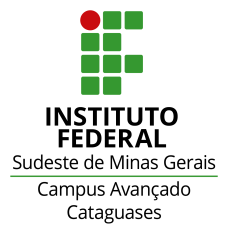 INSTITUTO
FEDERAL
Sudeste de Minas Gerais
Campus Avançado
Cataguases